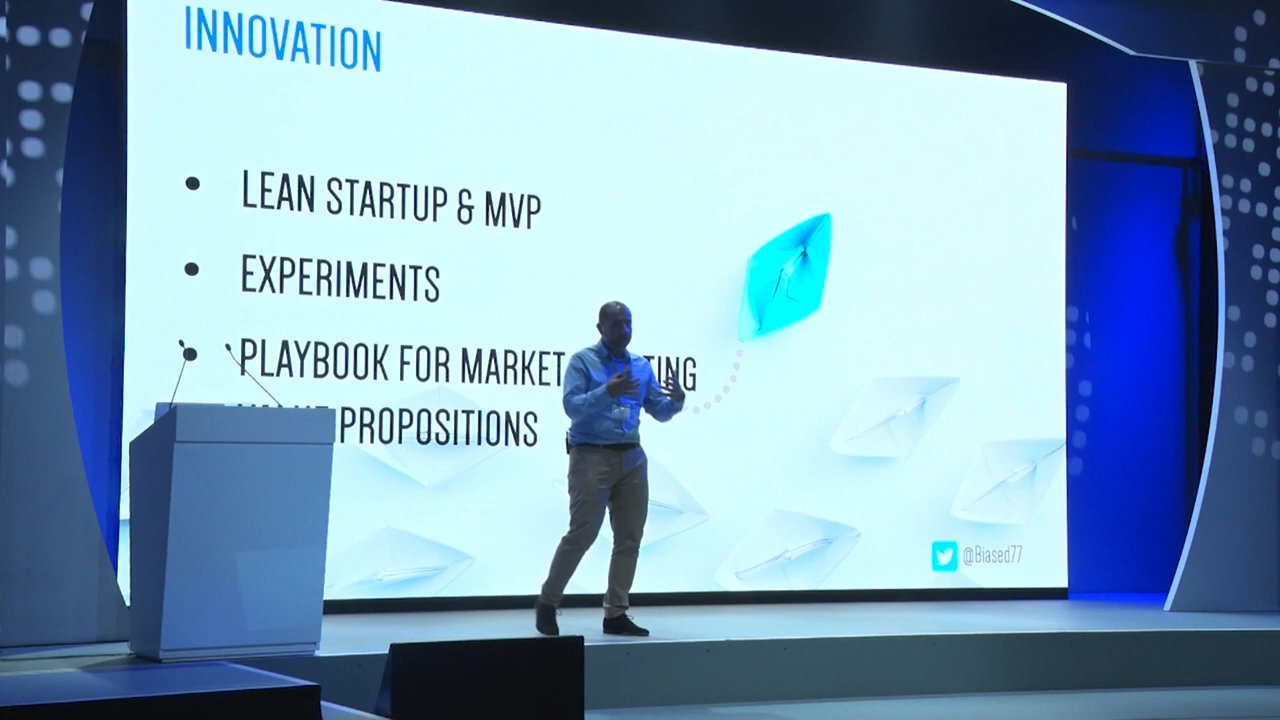 INNOVATION
• LEAN STARTUP & MVP
• EXPERIMENTS
• PLAYBOOK FOR MARKET
PROPOSITIONS
@Biased77